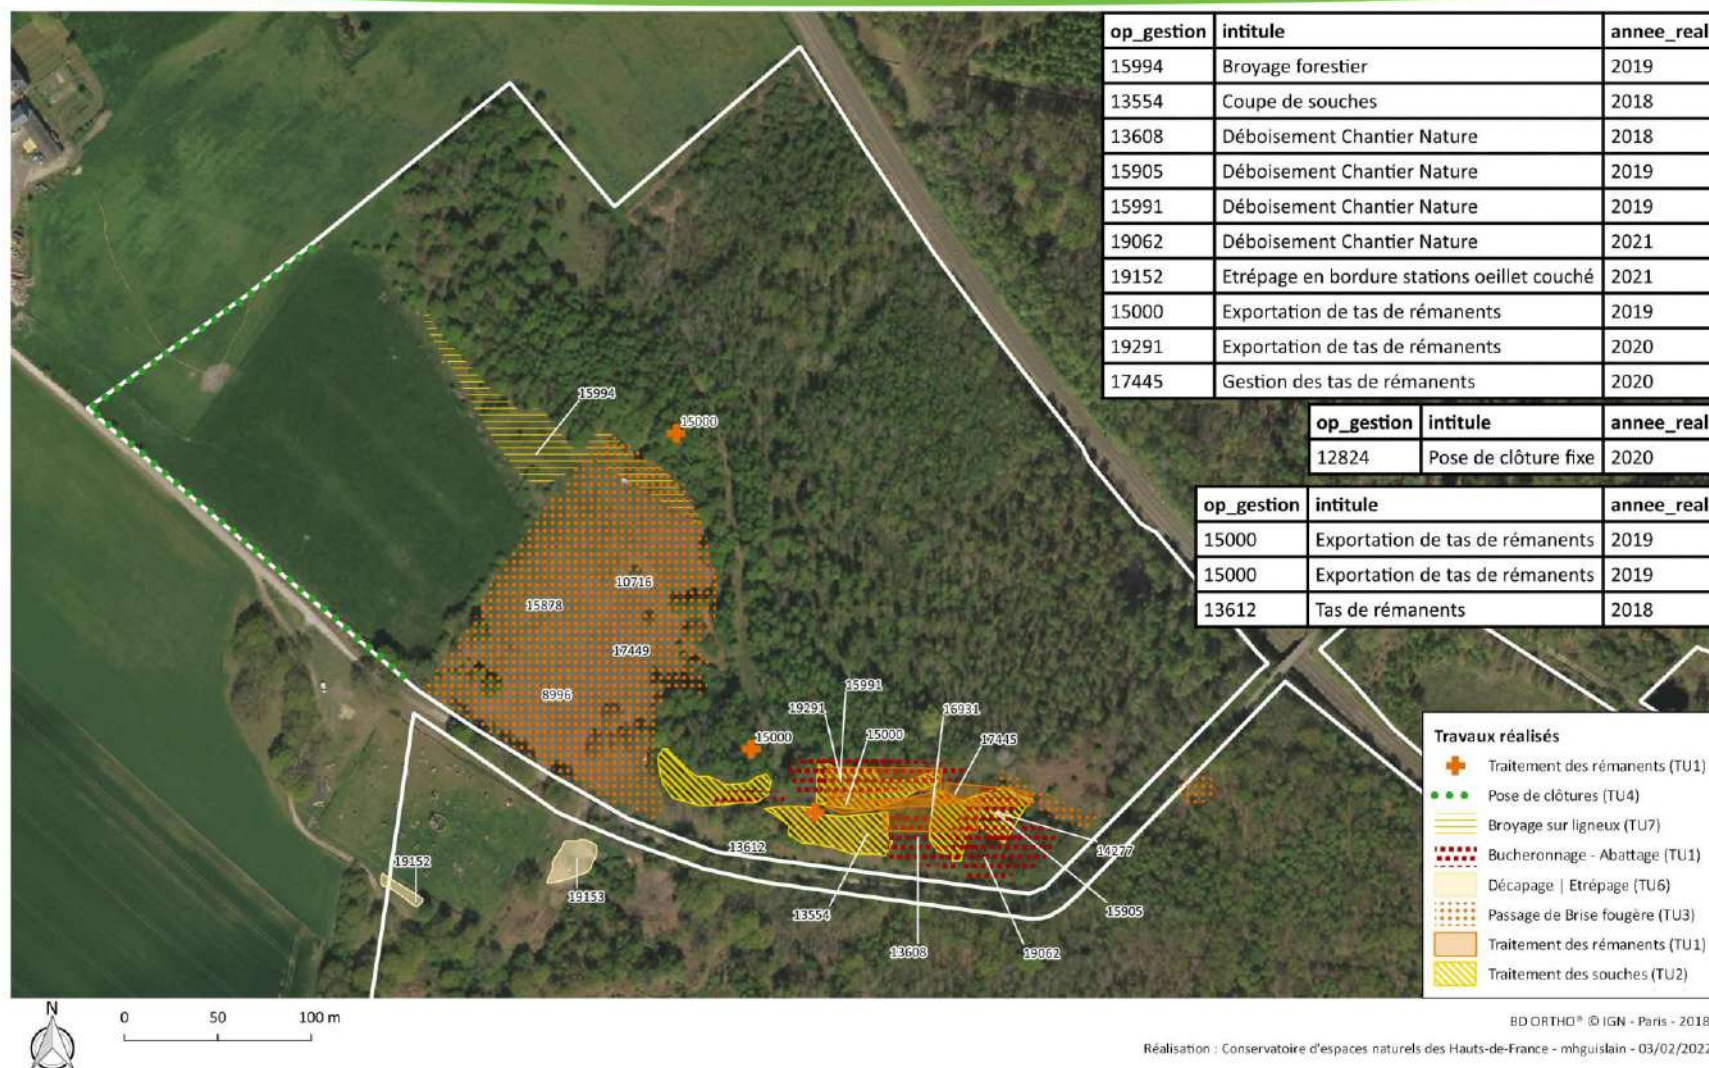 op_gestion intitule annee_real
15994 Broyage forestier 2019
13554 Coupe de souches 2018
13608 Déboisement Chantier Nature 2018
15905 Déboisement Chantier Nature 2019
15991 Déboisement Chantier Nature 2019
19062 Déboisement Chantier Nature 2021
19152 Etrépage en bordure stations oeillet couché 2021
15000 Exportation de tas de rémanents 2019
19291 Exportation de tas de rémanents 2020
17445 Gestion des tas de rémanents 2020
op_gestion intitule annee_real
12824 Pose de clôture fixe 2020
op_gestion intitule annee_real
15000 Exportation de tas de rémanents 2019
15000 Exportation de tas de rémanents 2019
13612 Tas de rémanents 2018
15994
15000
10716
15878
17449
8996
15991
19291
16931
15000
15000
17445
13612
14277
19152
19153
13554
15905
13608
19062
Travaux réalisés
Traitement des rémanents (TU1)
Pose de clôtures (TU4)
Broyage sur ligneux (TU7)
Bucheronnage - Abattage (TU1)
Décapage | Etrépage (TU6)
Passage de Brise fougère (TU3)
Traitement des rémanents (TU1)
Traitement des souches (TU2)
N
0 50 100 m
BD ORTHO® © IGN - Paris - 2018
Réalisation : Conservatoire d'espaces naturels des Hauts-de-France - mhguislain - 03/02/2022